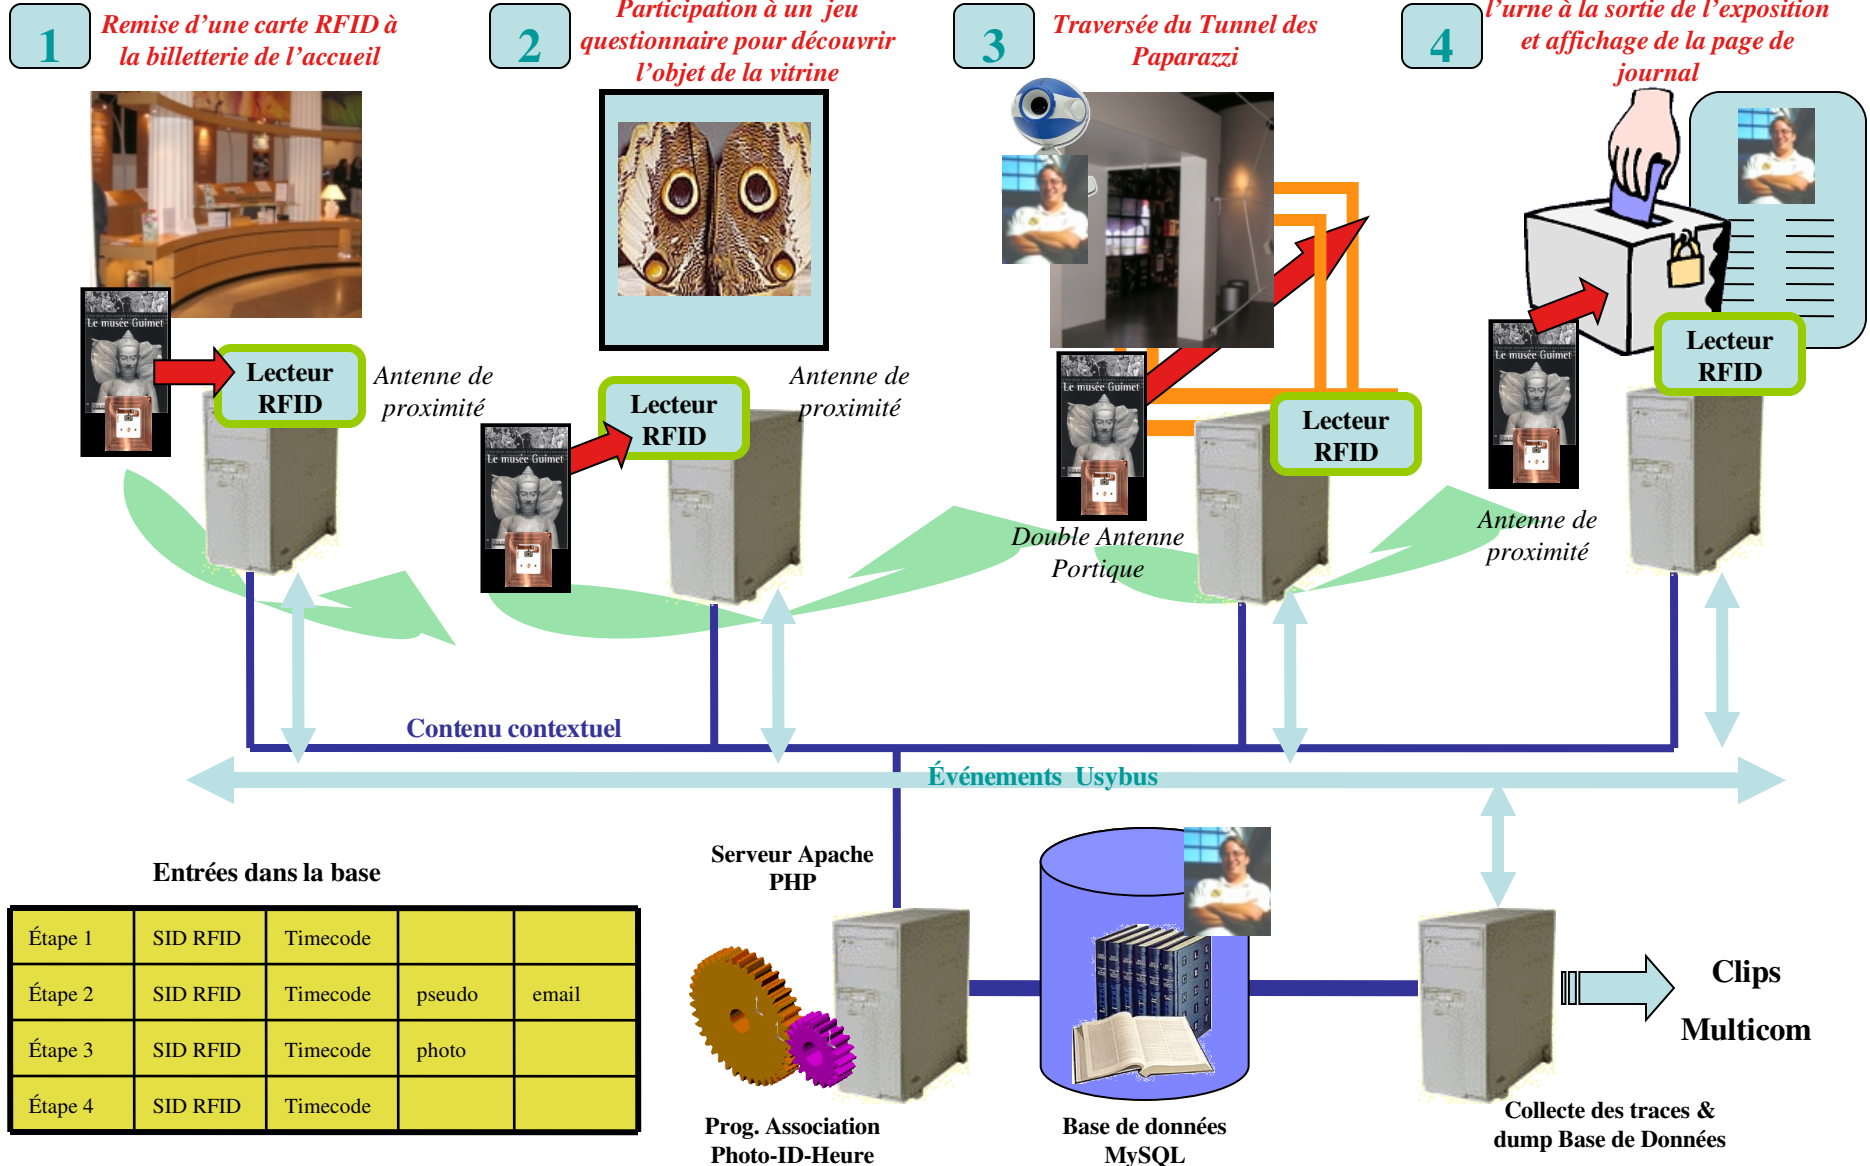 1
Remise d'une carte RFID à
la billetterie de l'accueil
2
Participation à un jeu
questionnaire pour découvrir
l'objet de la vitrine
3
Traversée du Tunnel des
Paparazzi
4
l'urne à la sortie de l'exposition
et affichage de la page de
journal
Le musée Guimet
Lecteur
RFID
Antenne de
proximité
Le musée Guimet
Lecteur
RFID
Antenne de
proximité
Le musée Guimet
Lecteur
RFID
Double Antenne
Portique
Le musée Guimet
Lecteur
RFID
Antenne de
proximité
Contenu contextuel
Événements Usybus
Entrées dans la base
Étape 1 SID RFID Timecode
Étape 2 SID RFID Timecode pseudo email
Étape 3 SID RFID Timecode photo
Étape 4 SID RFID Timecode
Serveur Apache
PHP
Prog. Association
Photo-ID-Heure
Base de données
MySQL
Collecte des traces &
dump Base de Données
Clips
Multicom